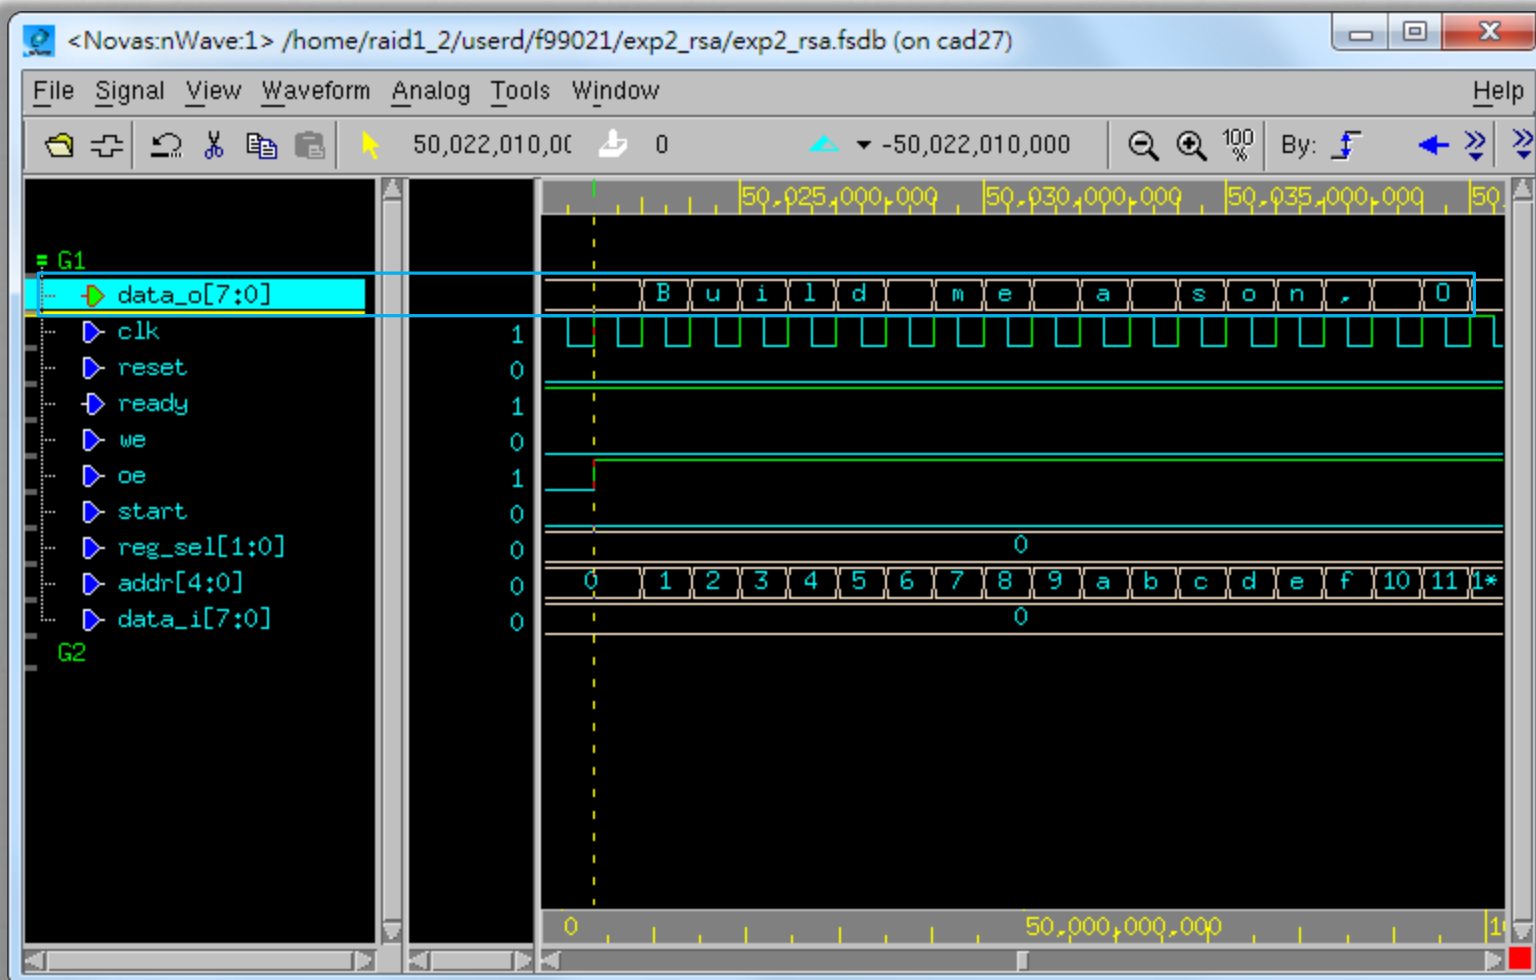 <Novas:nWave:1> /home/raid1_2/userd/f99021/exp2_rsa/exp2_rsa.fsdb (on cad27)
File Signal View Waveform Analog Tools Window Help
50,022,010,00 0 -50,022,010,000 100 % By:
50,025,000,000 50,030,000,000 50,035,000,000 50,
G1
data_o[7:0] B u i l d m e a s o n , O
clk 1
reset 0
ready 1
we 0
oe 1
start 0
reg_sel[1:0] 0 0
addr[4:0] 0 0 1 2 3 4 5 6 7 8 9 a b c d e f 10 11 1*
data_i[7:0] 0 0
G2
0 50,000,000,000 1